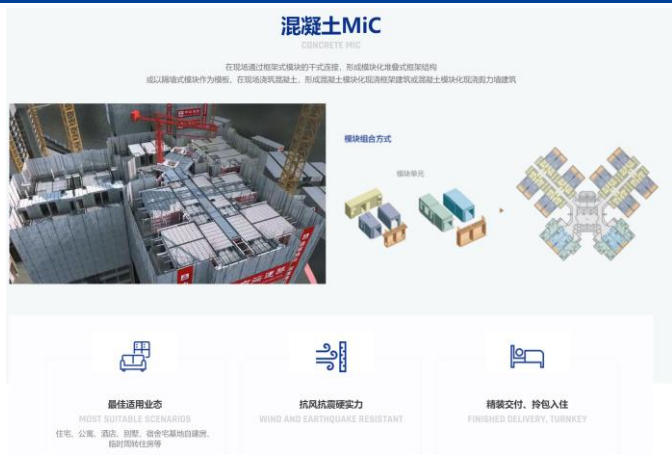 混凝土MiC
CONCRETE MIC
在现场通过框架式模块的干式连接，形成模块化堆叠式框架结构
或以隔墙式模块作为模板，在现场浇筑混凝土，形成混凝土模块化现浇框架建筑或混凝土模块化现浇剪力墙建筑
模块组合方式
模块单元
最佳适用业态
MOST SUITABLE SCENARIOS
住宅、公寓、酒店、别墅、宿舍宅基地自建房、
临时周转住房等
抗风抗震硬实力
WIND AND EARTHQUAKE RESISTANT
精装交付、拎包入住
FINISHED DELIVERY, TURNKEY